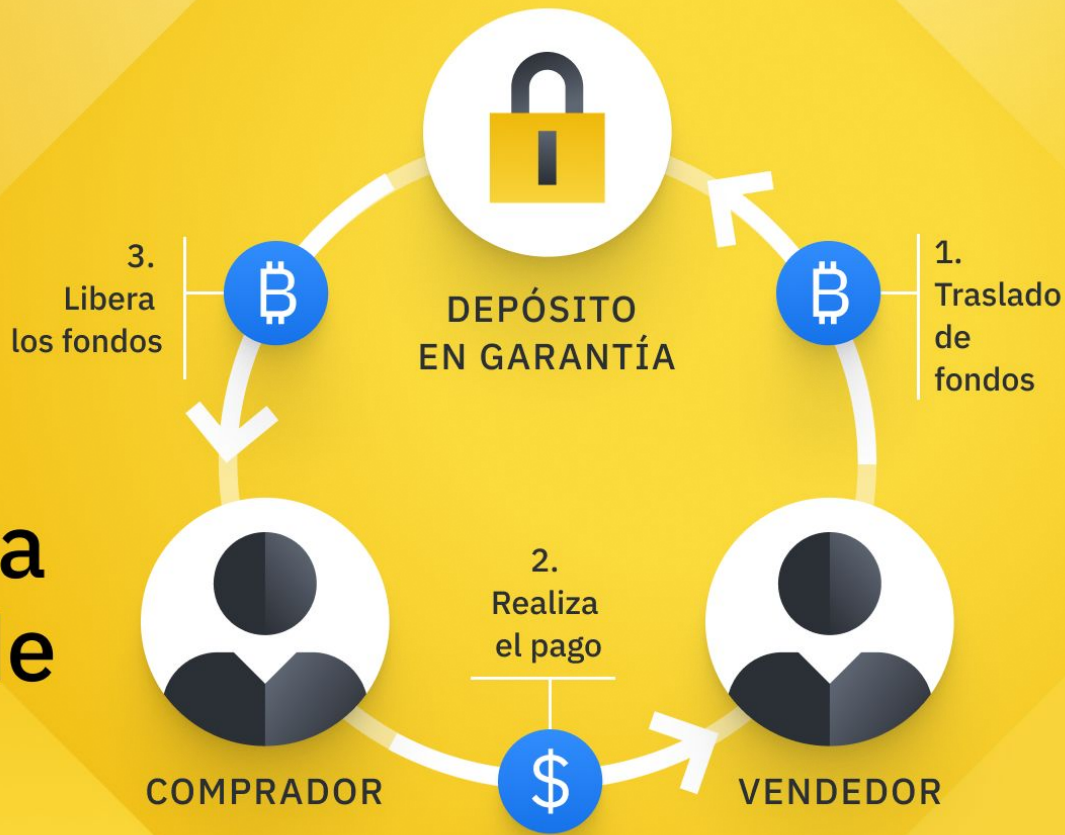 DEPÓSITO
EN GARANTÍA
1.
Traslado
de
fondos
2.
Realiza
el pago
3.
Libera
los fondos
COMPRADOR
VENDEDOR
₿
₿
$